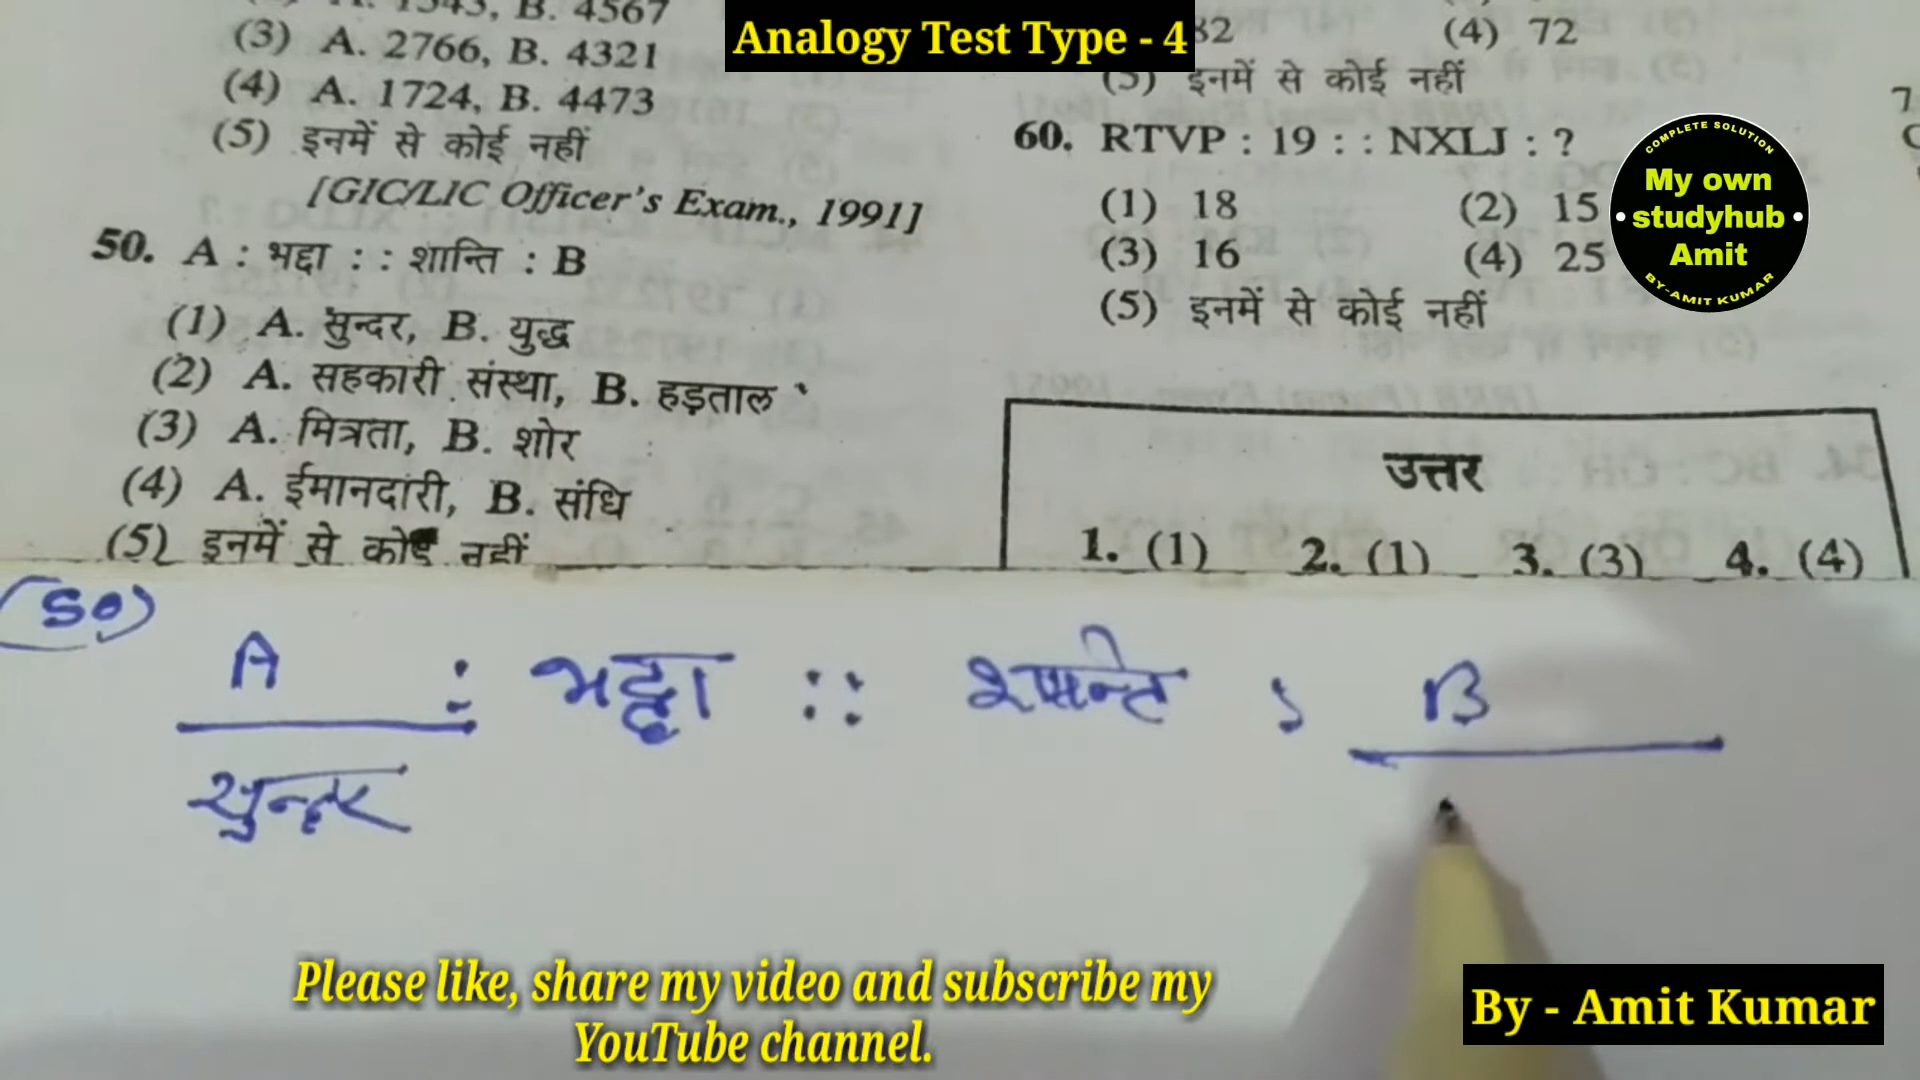 Analogy Test Type - 4
B. 4567
(3) A. 2766, B. 4321
(4) A. 1724, B. 4473
(5) इनमें से कोई नहीं
[GIC/LIC Officer's Exam., 1991]
50. A : भद्दा : : शान्ति : B
(1) A. सुन्दर, B. युद्ध
(2) A. सहकारी संस्था, B. हड़ताल
(3) A. मित्रता, B. शोर
(4) A. ईमानदारी, B. संधि
(5) इनमें से कोई नहीं
(4) 72
(5) इनमें से कोई नहीं
60. RTVP : 19 : : NXLJ : ?
(1) 18 (2) 15
(3) 16 (4) 25
(5) इनमें से कोई नहीं
उत्तर
1. (1) 2. (1) 3. (3) 4. (4)
COMPLETE SOLUTION
My own
studyhub
Amit
BY-AMIT KUMAR
(50)
A : भद्दा :: शान्ति : B
सुन्दर
Please like, share my video and subscribe my
YouTube channel.
By - Amit Kumar